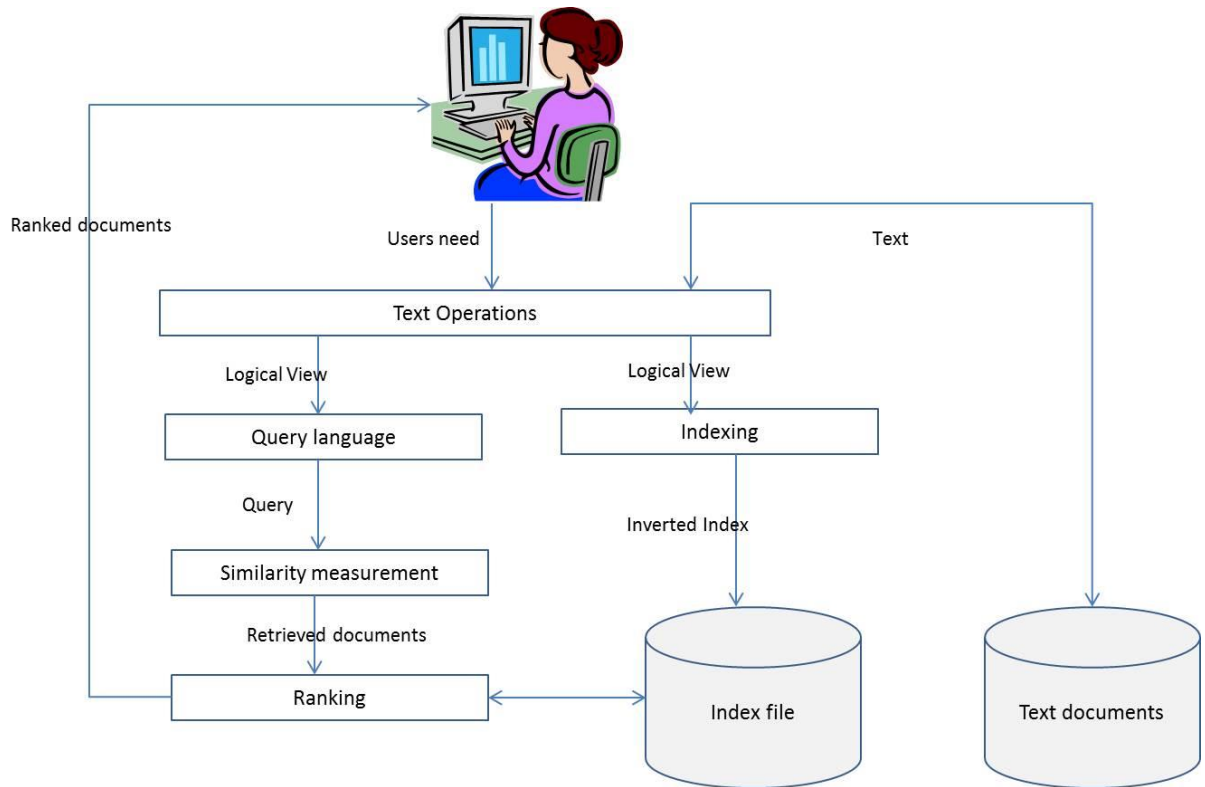 Ranked documents
Users need
Text
Text Operations
Logical View
Logical View
Query language
Indexing
Query
Inverted Index
Similarity measurement
Retrieved documents
Ranking
Index file
Text documents